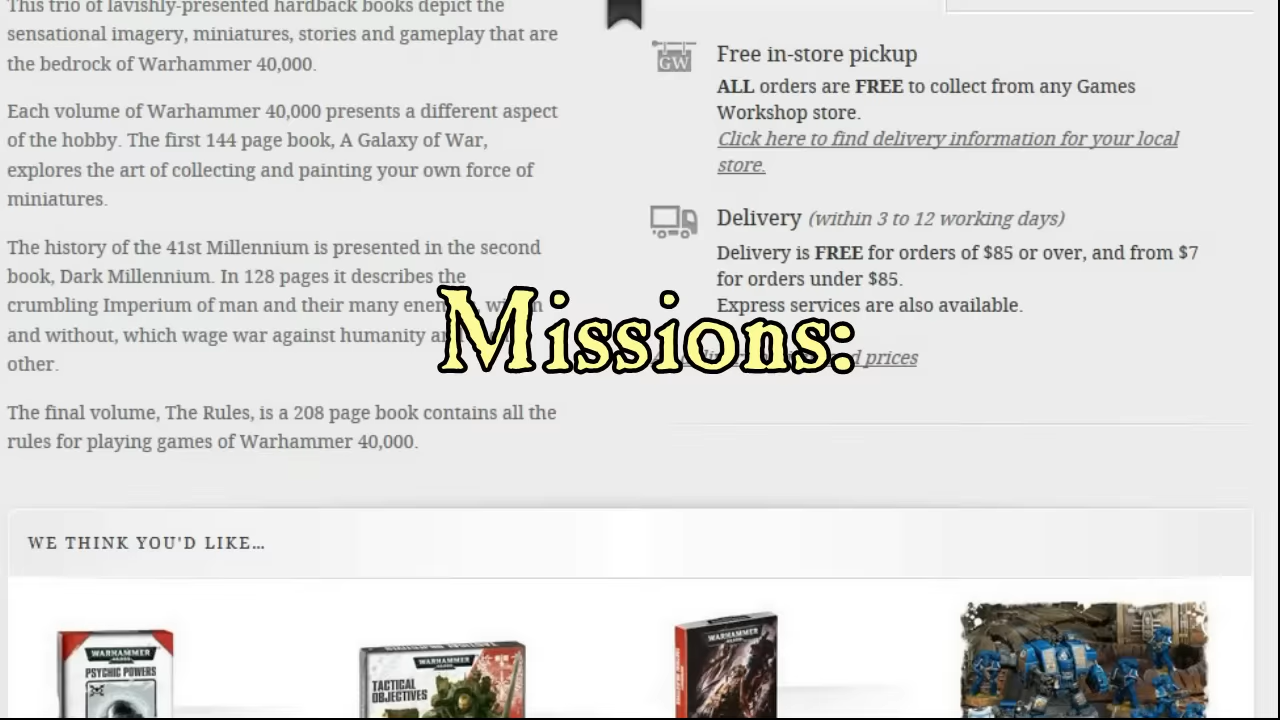 This trio of lavishly-presented hardback books depict the
sensational imagery, miniatures, stories and gameplay that are
the bedrock of Warhammer 40,000.
Each volume of Warhammer 40,000 presents a different aspect
of the hobby. The first 144 page book, A Galaxy of War,
explores the art of collecting and painting your own force of
miniatures.
The history of the 41st Millennium is presented in the second
book, Dark Millennium. In 128 pages it describes the
crumbling Imperium of man and their many
and without, which wage war against humanity
other.
The final volume, The Rules, is a 208 page book contains all the
rules for playing games of Warhammer 40,000.
GW
Free in-store pickup
ALL orders are FREE to collect from any Games
Workshop store.
Click here to find delivery information for your local
store.
Delivery (within 3 to 12 working days)
Delivery is FREE for orders of $85 or over, and from $7
for orders under $85.
Express services are also available.
prices
Missions:
WE THINK YOU'D LIKE...
WARHAMMER
40,000
PSYCHIC POWERS
WARHAMMER
TACTICAL
OBJECTIVES
WARHAMMER